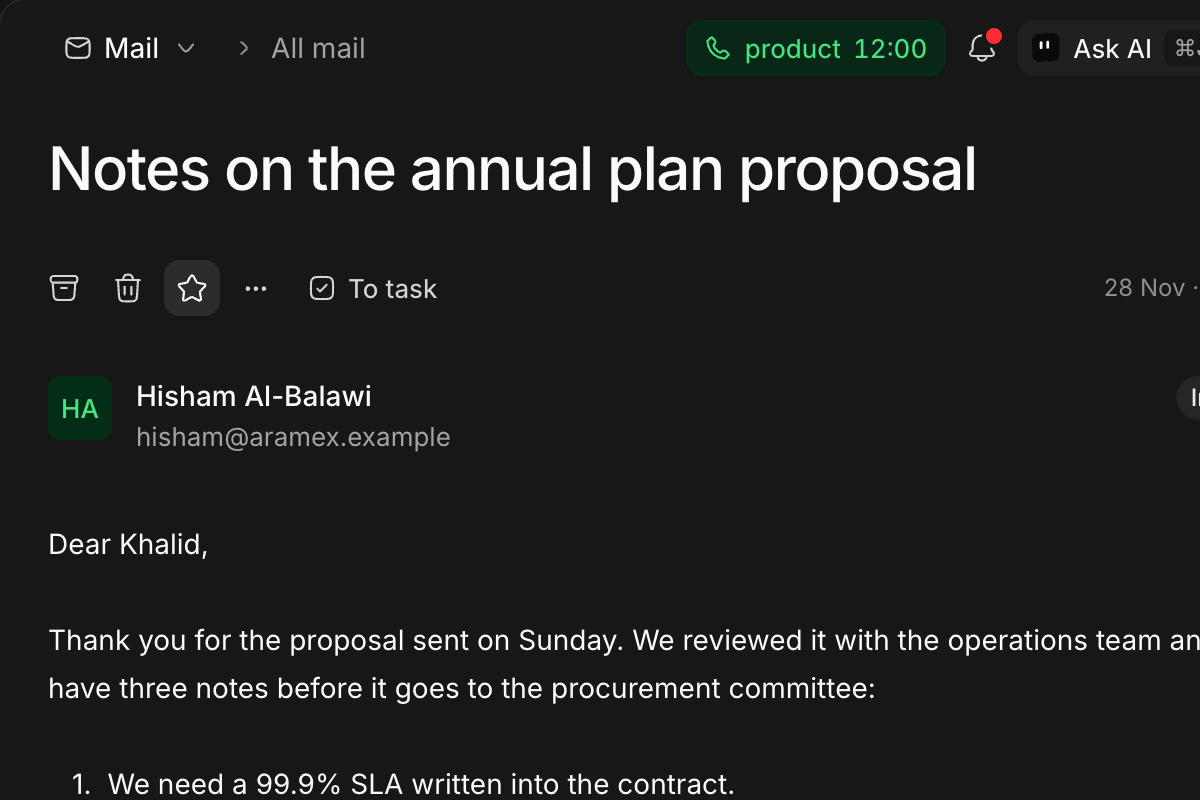 Mail
All mail
product 12:00
Ask AI
Notes on the annual plan proposal
To task
28 Nov ·
HA
Hisham Al-Balawi
hisham@aramex.example
Dear Khalid,
Thank you for the proposal sent on Sunday. We reviewed it with the operations team
have three notes before it goes to the procurement committee:
1. We need a 99.9% SLA written into the contract.